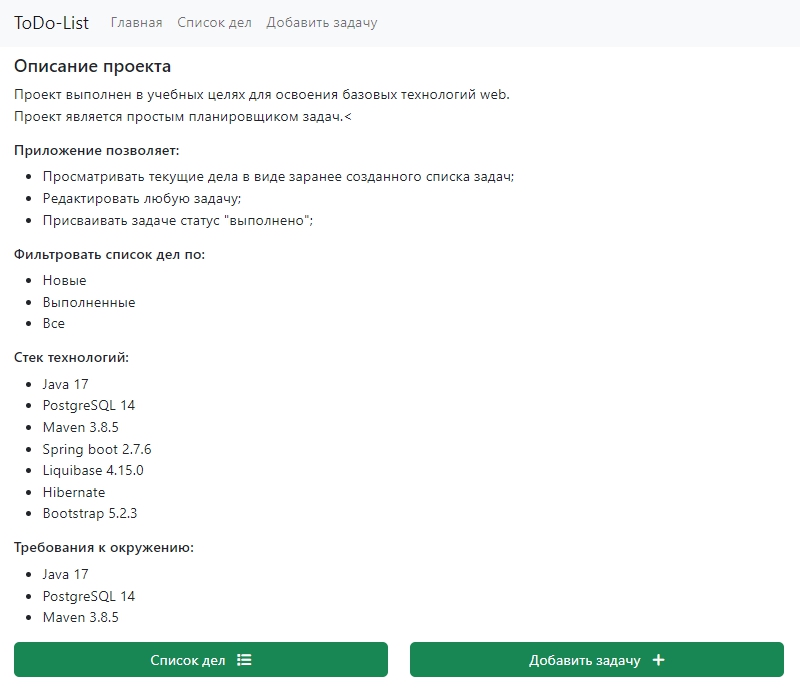 ToDo-List Главная Список дел Добавить задачу
Описание проекта
Проект выполнен в учебных целях для освоения базовых технологий web.
Проект является простым планировщиком задач.<
Приложение позволяет:
Просматривать текущие дела в виде заранее созданного списка задач;
Редактировать любую задачу;
Присваивать задаче статус "выполнено";
Фильтровать список дел по:
Новые
Выполненные
Все
Стек технологий:
Java 17
PostgreSQL 14
Maven 3.8.5
Spring boot 2.7.6
Liquibase 4.15.0
Hibernate
Bootstrap 5.2.3
Требования к окружению:
Java 17
PostgreSQL 14
Maven 3.8.5
Список дел Добавить задачу